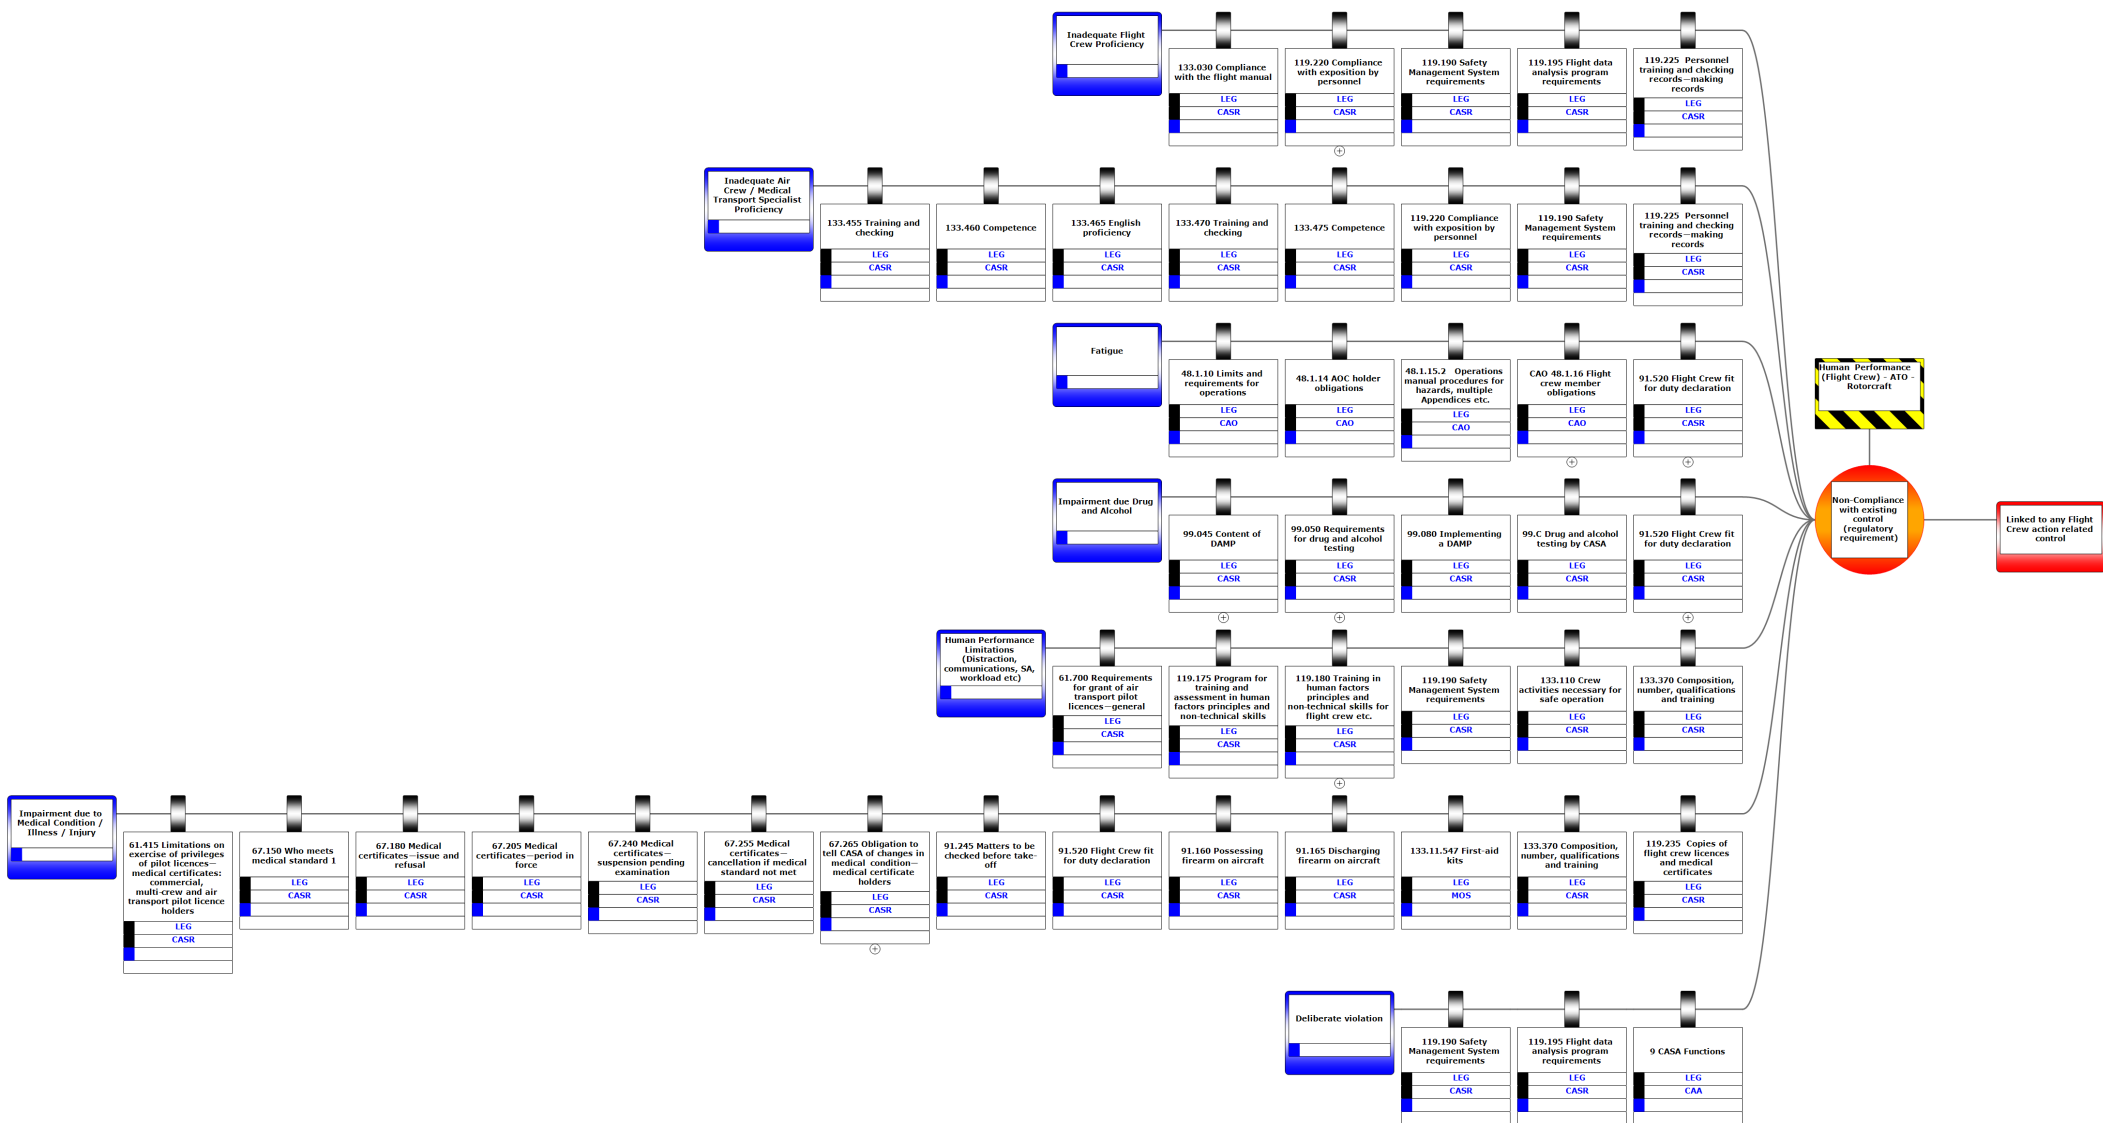 Inadequate Flight
Crew Proficiency
133.030 Compliance
with the flight manual
LEG
CASR
119.220 Compliance
with exposition by
personnel
LEG
CASR
119.190 Safety
Management System
requirements
LEG
CASR
119.195 Flight data
analysis program
requirements
LEG
CASR
119.225 Personnel
training and checking
records—making
records
LEG
CASR
Inadequate Air
Crew / Medical
Transport Specialist
Proficiency
133.455 Training and
checking
LEG
CASR
133.460 Competence
LEG
CASR
133.465 English
proficiency
LEG
CASR
133.470 Training and
checking
LEG
CASR
133.475 Competence
LEG
CASR
119.220 Compliance
with exposition by
personnel
LEG
CASR
119.190 Safety
Management System
requirements
LEG
CASR
119.225 Personnel
training and checking
records—making
records
LEG
CASR
Fatigue
48.1.10 Limits and
requirements for
operations
LEG
CAO
48.1.14 AOC holder
obligations
LEG
CAO
48.1.15.2 Operations
manual procedures for
hazards, multiple
Appendices etc.
LEG
CAO
CAO 48.1.16 Flight
crew member
obligations
LEG
CAO
91.520 Flight Crew fit
for duty declaration
LEG
CASR
Human Performance
(Flight Crew) - ATO -
Rotorcraft
Impairment due Drug
and Alcohol
99.045 Content of
DAMP
LEG
CASR
99.050 Requirements
for drug and alcohol
testing
LEG
CASR
99.080 Implementing
a DAMP
LEG
CASR
99.C Drug and alcohol
testing by CASA
LEG
CASR
91.520 Flight Crew fit
for duty declaration
LEG
CASR
Non-Compliance
with existing
control
(regulatory
requirement)
Linked to any Flight
Crew action related
control
Human Performance
Limitations
(Distraction,
communications, SA,
workload etc)
61.700 Requirements
for grant of air
transport pilot
licences—general
LEG
CASR
119.175 Program for
training and
assessment in human
factors principles and
non-technical skills
LEG
CASR
119.180 Training in
human factors
principles and
non-technical skills for
flight crew etc.
LEG
CASR
119.190 Safety
Management System
requirements
LEG
CASR
133.110 Crew
activities necessary for
safe operation
LEG
CASR
133.370 Composition,
number, qualifications
and training
LEG
CASR
Impairment due to
Medical Condition /
Illness / Injury
61.415 Limitations on
exercise of privileges
of pilot licences—
medical certificates:
commercial,
multi-crew and air
transport pilot licence
holders
LEG
CASR
67.150 Who meets
medical standard 1
LEG
CASR
67.180 Medical
certificates—issue and
refusal
LEG
CASR
67.205 Medical
certificates—period in
force
LEG
CASR
67.240 Medical
certificates—
suspension pending
examination
LEG
CASR
67.255 Medical
certificates—
cancellation if medical
standard not met
LEG
CASR
67.265 Obligation to
tell CASA of changes in
medical condition—
medical certificate
holders
LEG
CASR
91.245 Matters to be
checked before take-
off
LEG
CASR
91.520 Flight Crew fit
for duty declaration
LEG
CASR
91.160 Possessing
firearm on aircraft
LEG
CASR
91.165 Discharging
firearm on aircraft
LEG
CASR
133.11.547 First-aid
kits
LEG
MOS
133.370 Composition,
number, qualifications
and training
LEG
CASR
119.235 Copies of
flight crew licences
and medical
certificates
LEG
CASR
Deliberate violation
119.190 Safety
Management System
requirements
LEG
CASR
119.195 Flight data
analysis program
requirements
LEG
CASR
9 CASA Functions
LEG
CAA